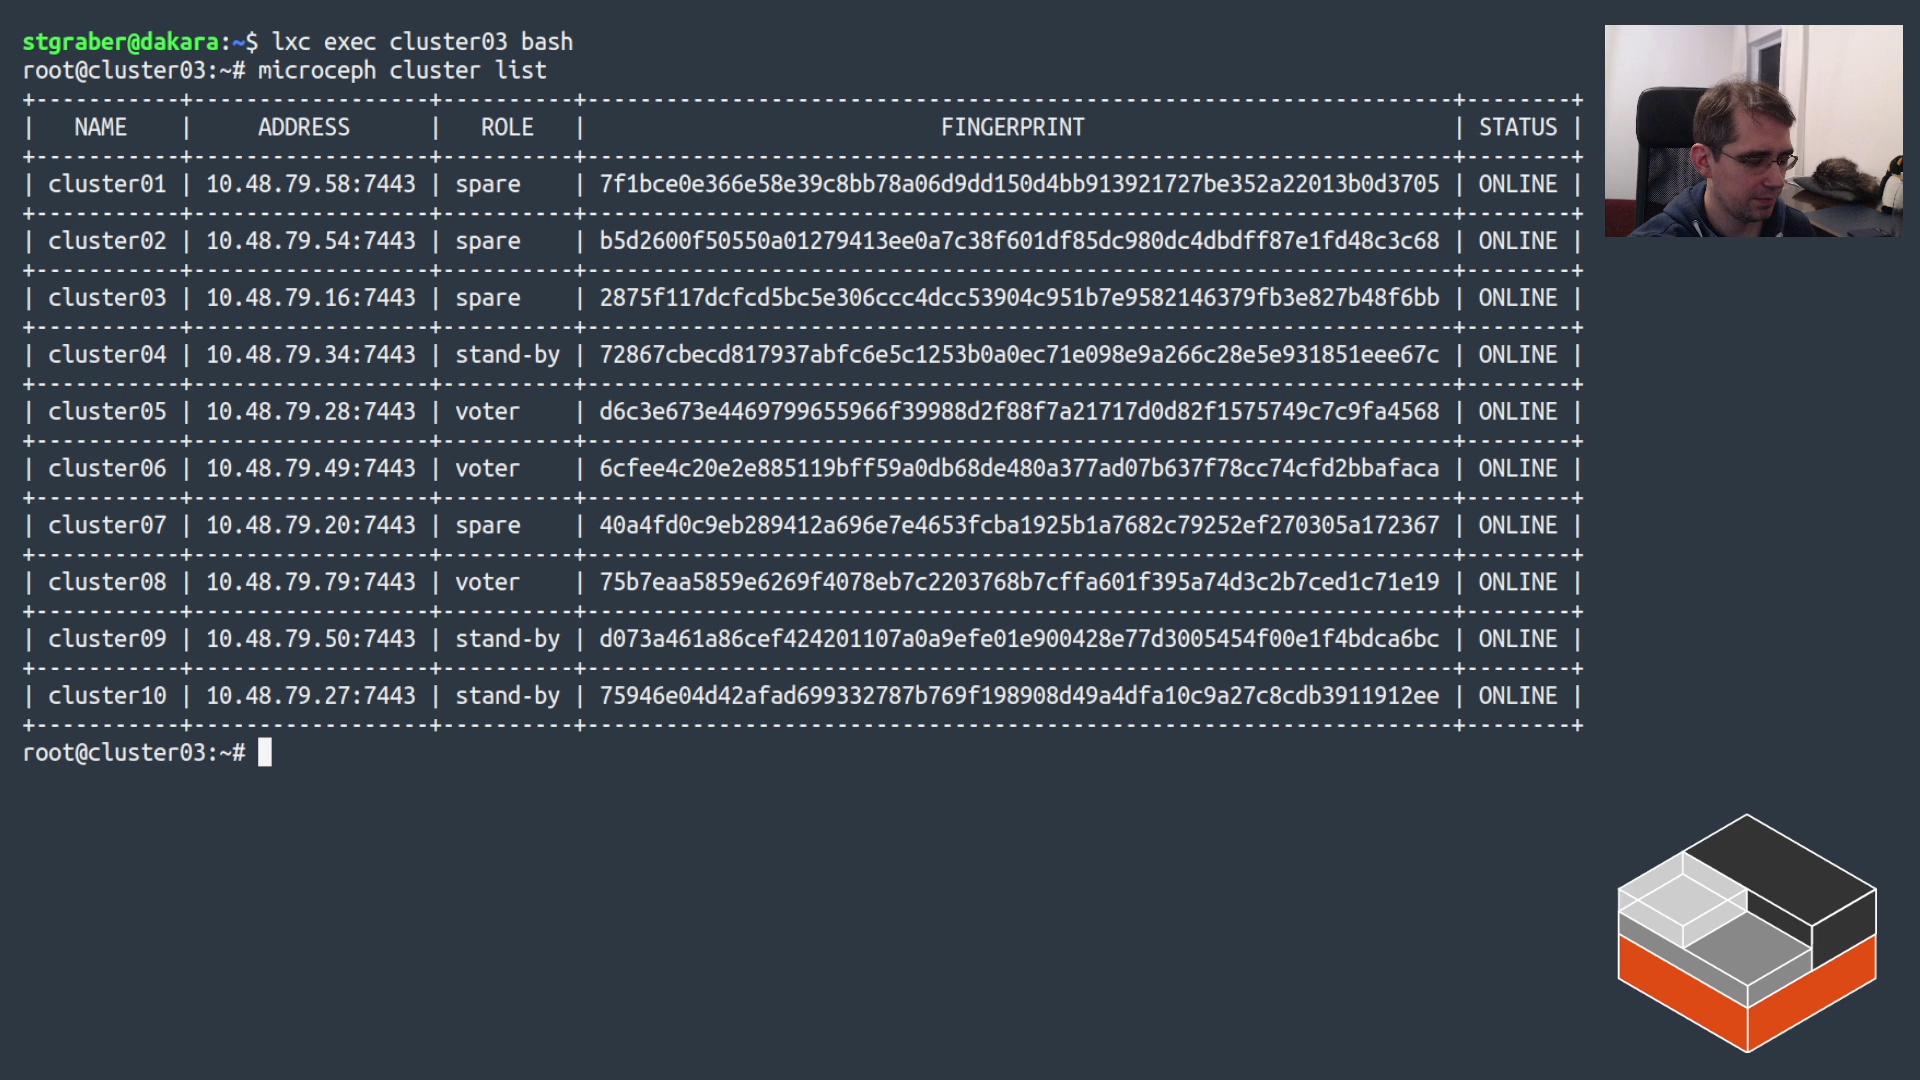 stgraber@dakara:~$ lxc exec cluster03 bash
root@cluster03:~# microceph cluster list
+-----------+------------------+----------+------------------------------------------------------------------+--------+
|   NAME    |     ADDRESS      |   ROLE   |                           FINGERPRINT                            | STATUS |
+-----------+------------------+----------+------------------------------------------------------------------+--------+
| cluster01 | 10.48.79.58:7443 | spare    | 7f1bce0e366e58e39c8bb78a06d9dd150d4bb913921727be352a22013b0d3705 | ONLINE |
+-----------+------------------+----------+------------------------------------------------------------------+--------+
| cluster02 | 10.48.79.54:7443 | spare    | b5d2600f50550a01279413ee0a7c38f601df85dc980dc4dbdff87e1fd48c3c68 | ONLINE |
+-----------+------------------+----------+------------------------------------------------------------------+--------+
| cluster03 | 10.48.79.16:7443 | spare    | 2875f117dcfcd5bc5e306ccc4dcc53904c951b7e9582146379fb3e827b48f6bb | ONLINE |
+-----------+------------------+----------+------------------------------------------------------------------+--------+
| cluster04 | 10.48.79.34:7443 | stand-by | 72867cbecd817937abfc6e5c1253b0a0ec71e098e9a266c28e5e931851eee67c | ONLINE |
+-----------+------------------+----------+------------------------------------------------------------------+--------+
| cluster05 | 10.48.79.28:7443 | voter    | d6c3e673e4469799655966f39988d2f88f7a21717d0d82f1575749c7c9fa4568 | ONLINE |
+-----------+------------------+----------+------------------------------------------------------------------+--------+
| cluster06 | 10.48.79.49:7443 | voter    | 6cfee4c20e2e885119bff59a0db68de480a377ad07b637f78cc74cfd2bbafaca | ONLINE |
+-----------+------------------+----------+------------------------------------------------------------------+--------+
| cluster07 | 10.48.79.20:7443 | spare    | 40a4fd0c9eb289412a696e7e4653fcba1925b1a7682c79252ef270305a172367 | ONLINE |
+-----------+------------------+----------+------------------------------------------------------------------+--------+
| cluster08 | 10.48.79.79:7443 | voter    | 75b7eaa5859e6269f4078eb7c2203768b7cffa601f395a74d3c2b7ced1c71e19 | ONLINE |
+-----------+------------------+----------+------------------------------------------------------------------+--------+
| cluster09 | 10.48.79.50:7443 | stand-by | d073a461a86cef424201107a0a9efe01e900428e77d3005454f00e1f4bdca6bc | ONLINE |
+-----------+------------------+----------+------------------------------------------------------------------+--------+
| cluster10 | 10.48.79.27:7443 | stand-by | 75946e04d42afad699332787b769f198908d49a4dfa10c9a27c8cdb3911912ee | ONLINE |
+-----------+------------------+----------+------------------------------------------------------------------+--------+
root@cluster03:~#